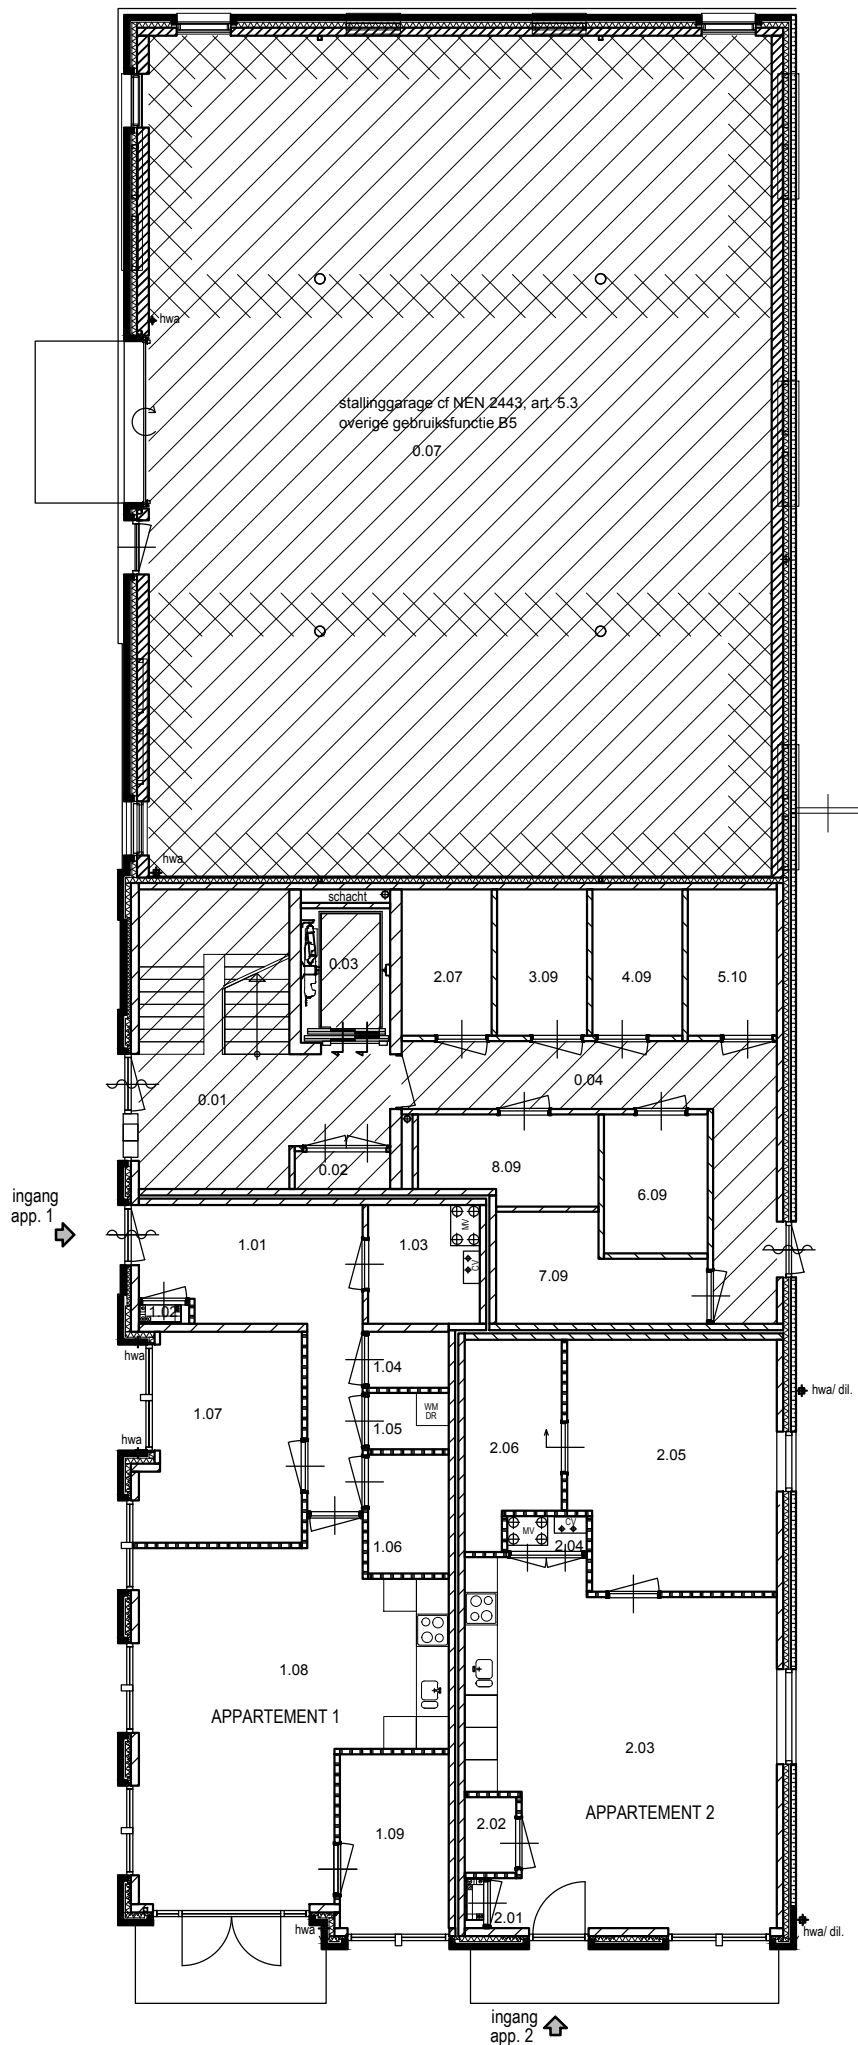 hwa
stallinggarage cf NEN 2443, art. 5.3
overige gebruiksfunctie B5
0.07
hwa
schacht
0.03
2.07
3.09
4.09
5.10
0.04
0.01
0.02
8.09
6.09
ingang
app. 1
1.01
1.03
MV
CV
7.09
1.02
hwa
1.04
hwa/ dil.
1.07
1.05
WM
DR
hwa
2.06
2.05
1.06
MV
CV
2.04
1.08
APPARTEMENT 1
2.03
APPARTEMENT 2
1.09
2.02
2.01
hwa
hwa/ dil.
ingang
app. 2